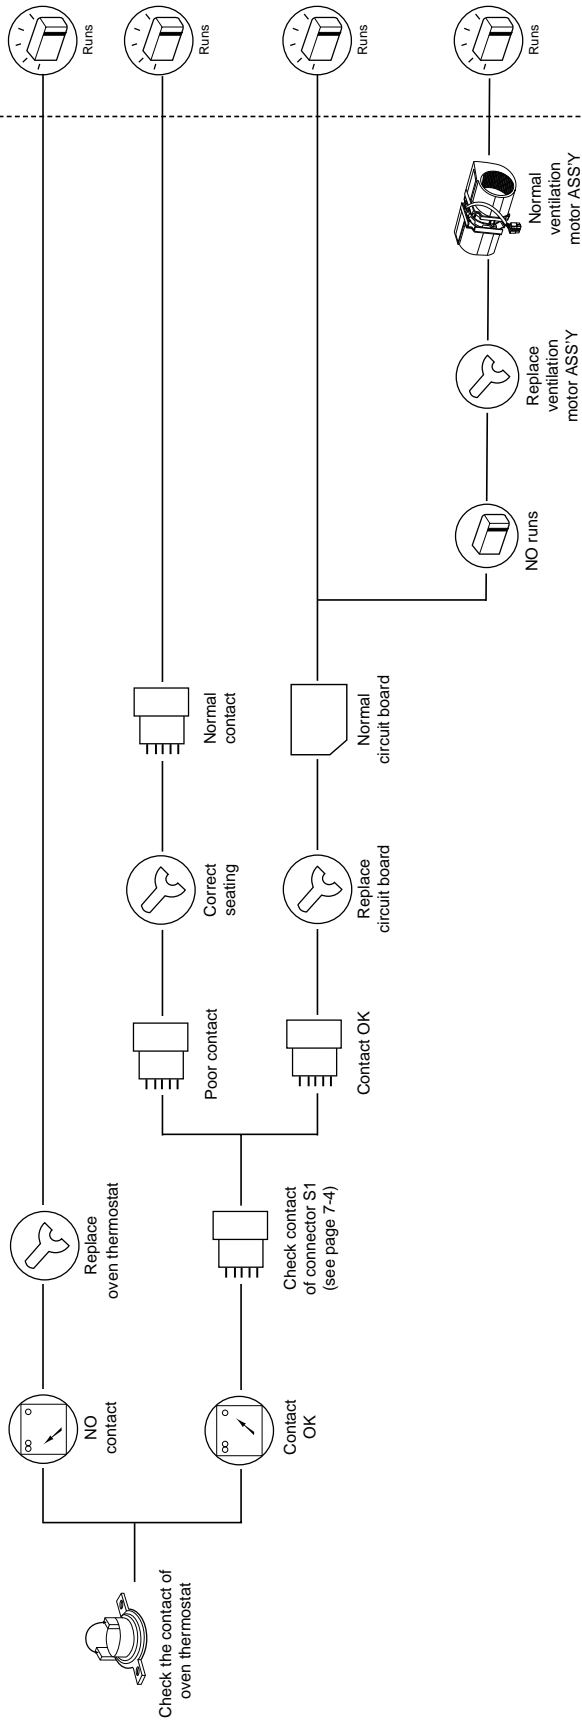 Check the contact of
oven thermostat
NO
contact
Replace
oven thermostat
Runs
Contact
OK
Check contact
of connector S1
(see page 7-4)
Poor contact
Correct
seating
Normal
contact
Runs
Contact OK
Replace
circuit board
Normal
circuit board
Runs
NO runs
Replace
ventilation
motor ASS'Y
Normal
ventilation
motor ASS'Y
Runs